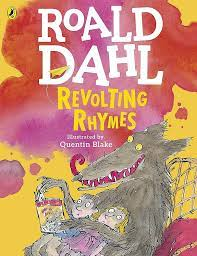 ROALD
DAHL
REVOLTING
RHYMES
Illustrated by
Quentin Blake